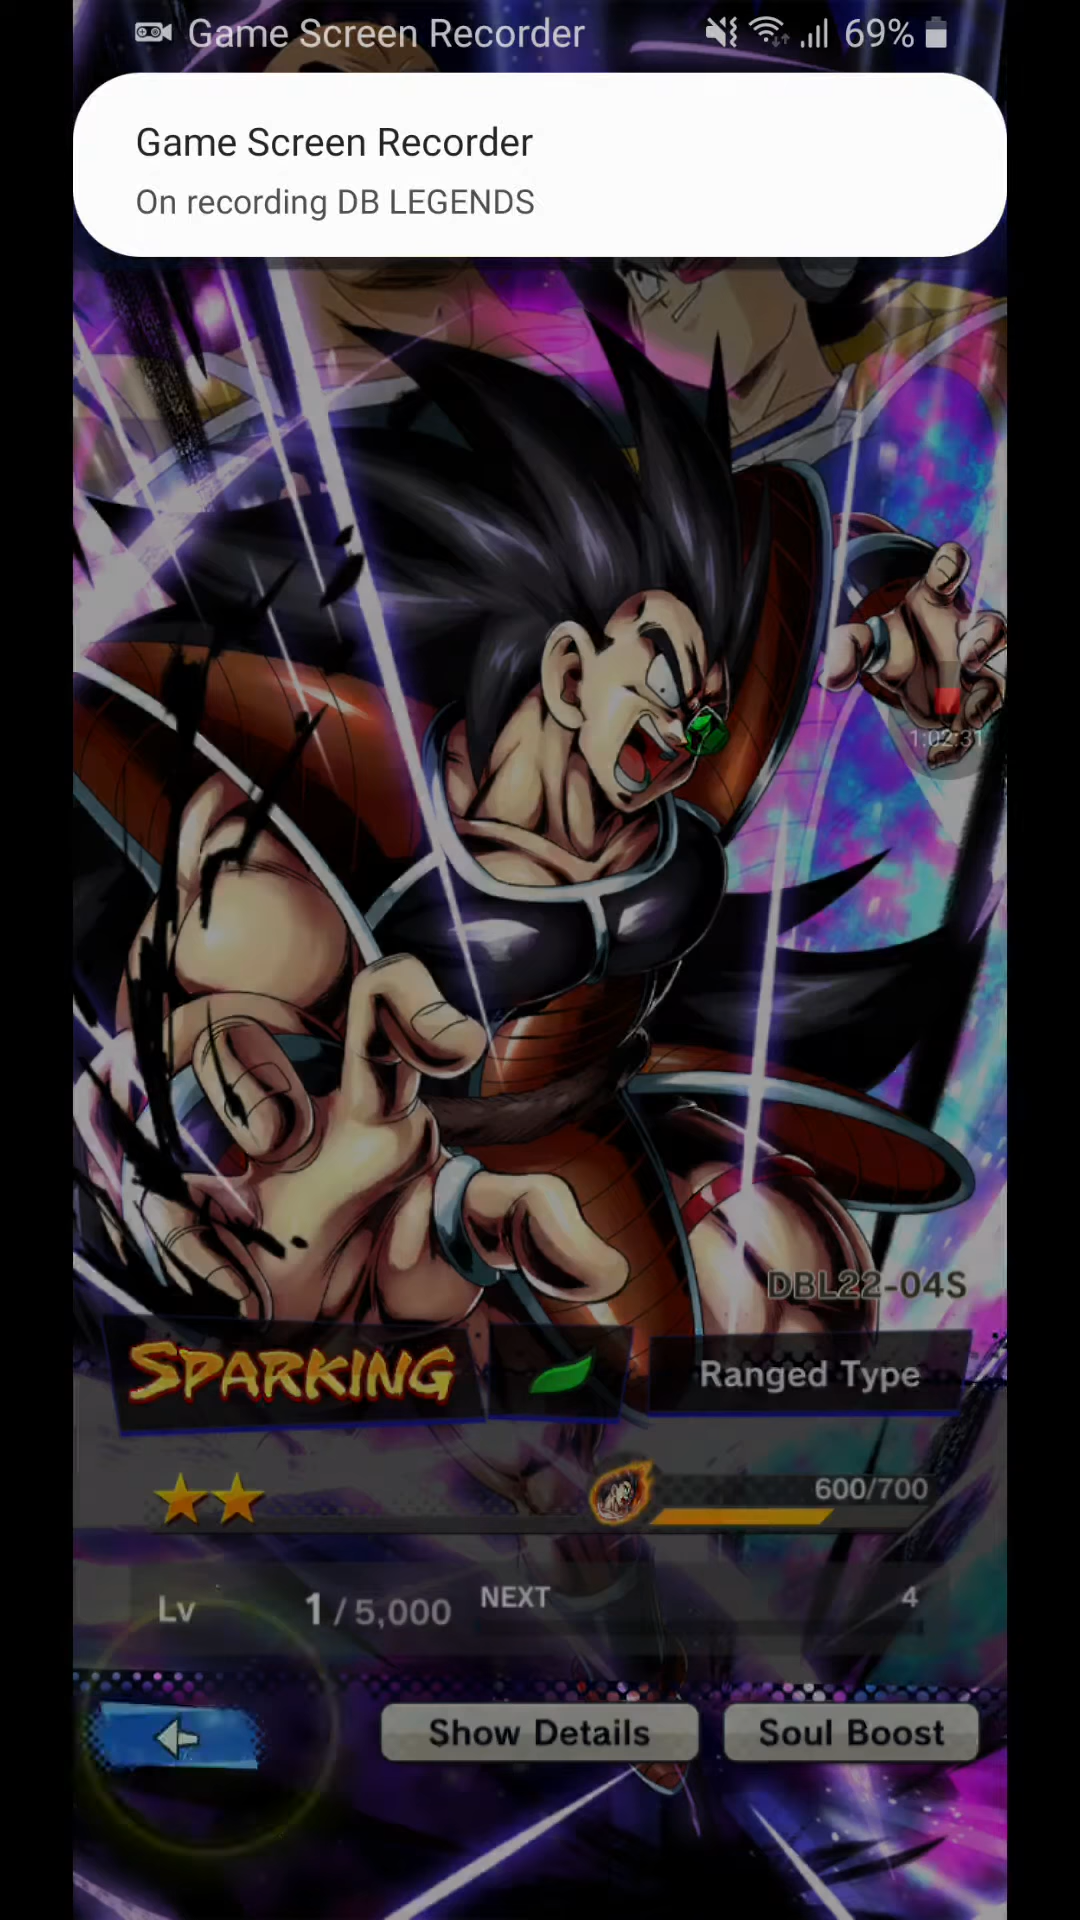 Game Screen Recorder 69%
Game Screen Recorder
On recording DB LEGENDS
1:02:31
DBL22-04S
SPARKING Ranged Type
600/700
Lv 1 / 5,000 NEXT 4
Show Details Soul Boost